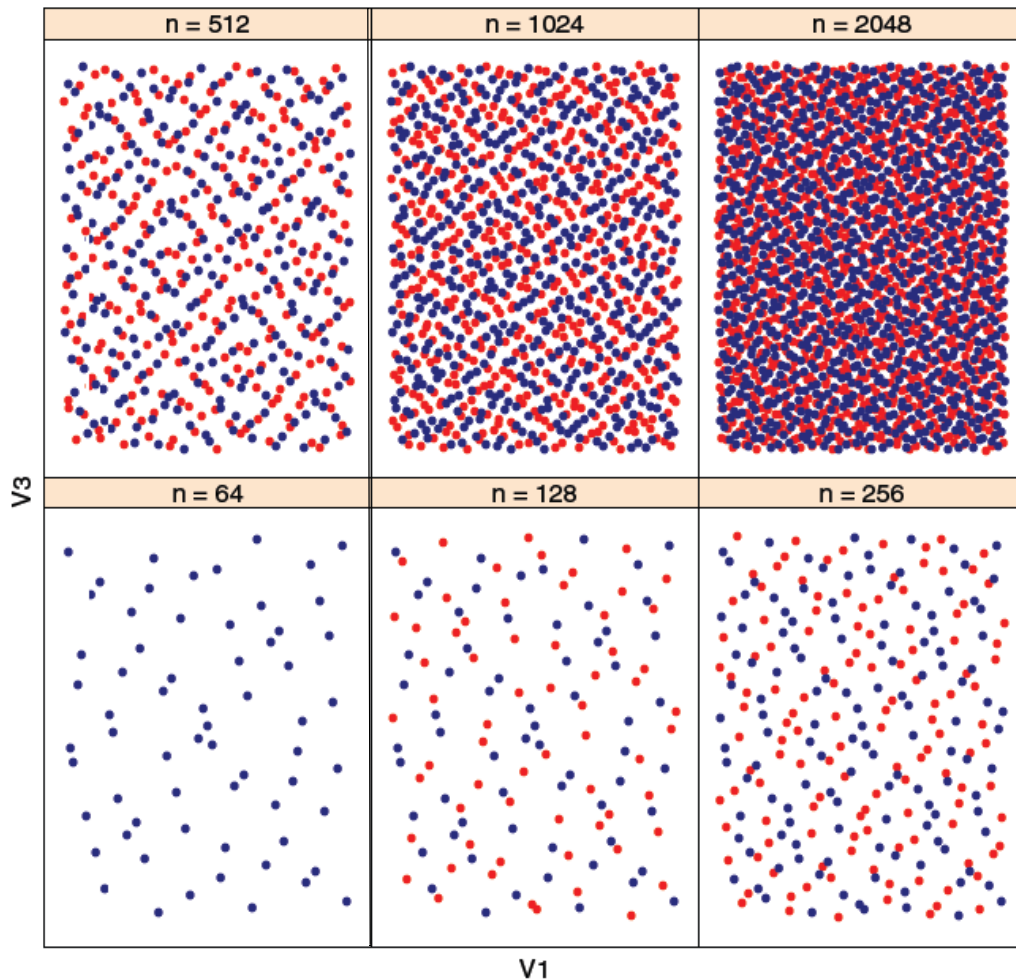 n = 512
n = 1024
n = 2048
V3
n = 64
n = 128
n = 256
V1